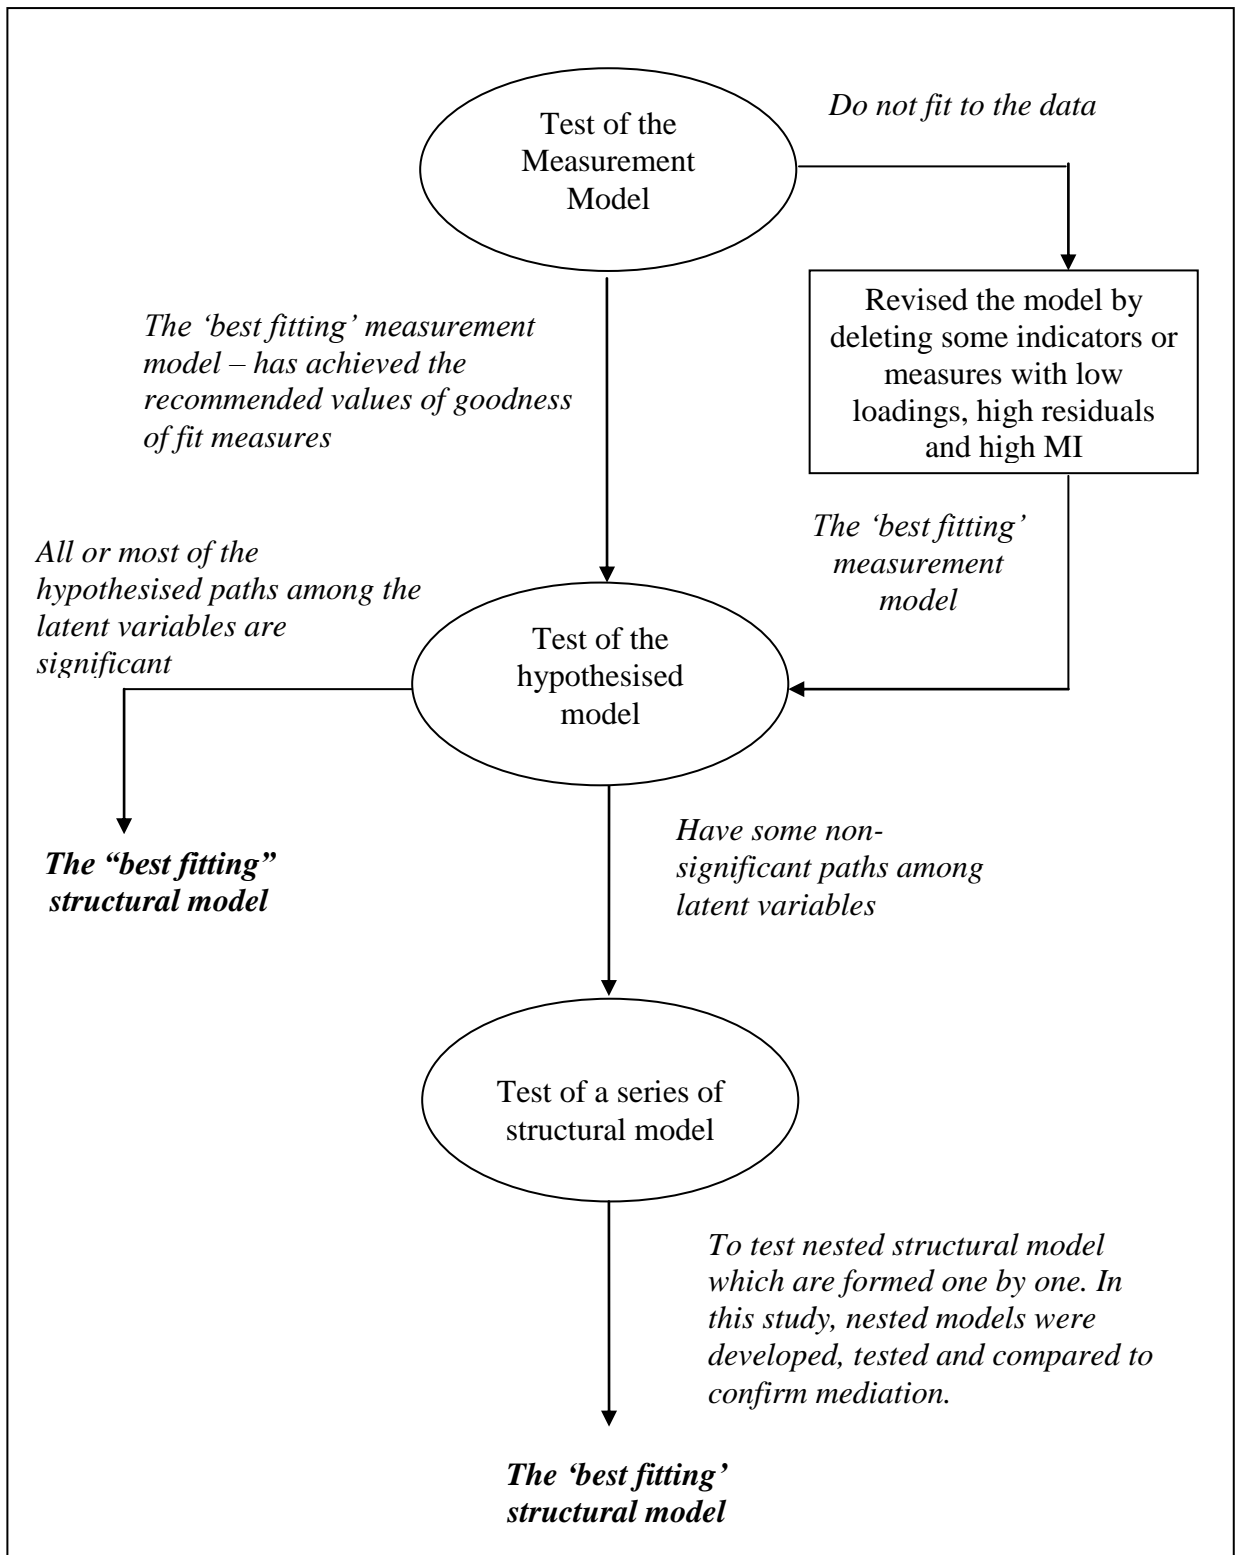 Test of the
Measurement
Model
Do not fit to the data
Revised the model by
deleting some indicators or
measures with low
loadings, high residuals
and high MI
The ‘best fitting’ measurement
model – has achieved the
recommended values of goodness
of fit measures
The ‘best fitting’
measurement
model
All or most of the
hypothesised paths among the
latent variables are
significant
Test of the
hypothesised
model
The “best fitting”
structural model
Have some non-
significant paths among
latent variables
Test of a series of
structural model
To test nested structural model
which are formed one by one. In
this study, nested models were
developed, tested and compared to
confirm mediation.
The ‘best fitting’
structural model